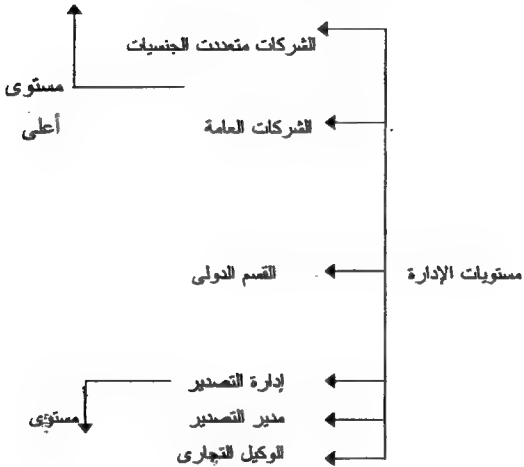 الشركات متعددت الجنسيات
مستوى
أعلى
الشركات العامة
مستويات الإدارة
القسم الدولى
إدارة التصدير
مدير التصدير
مستوى
الوكيل التجارى